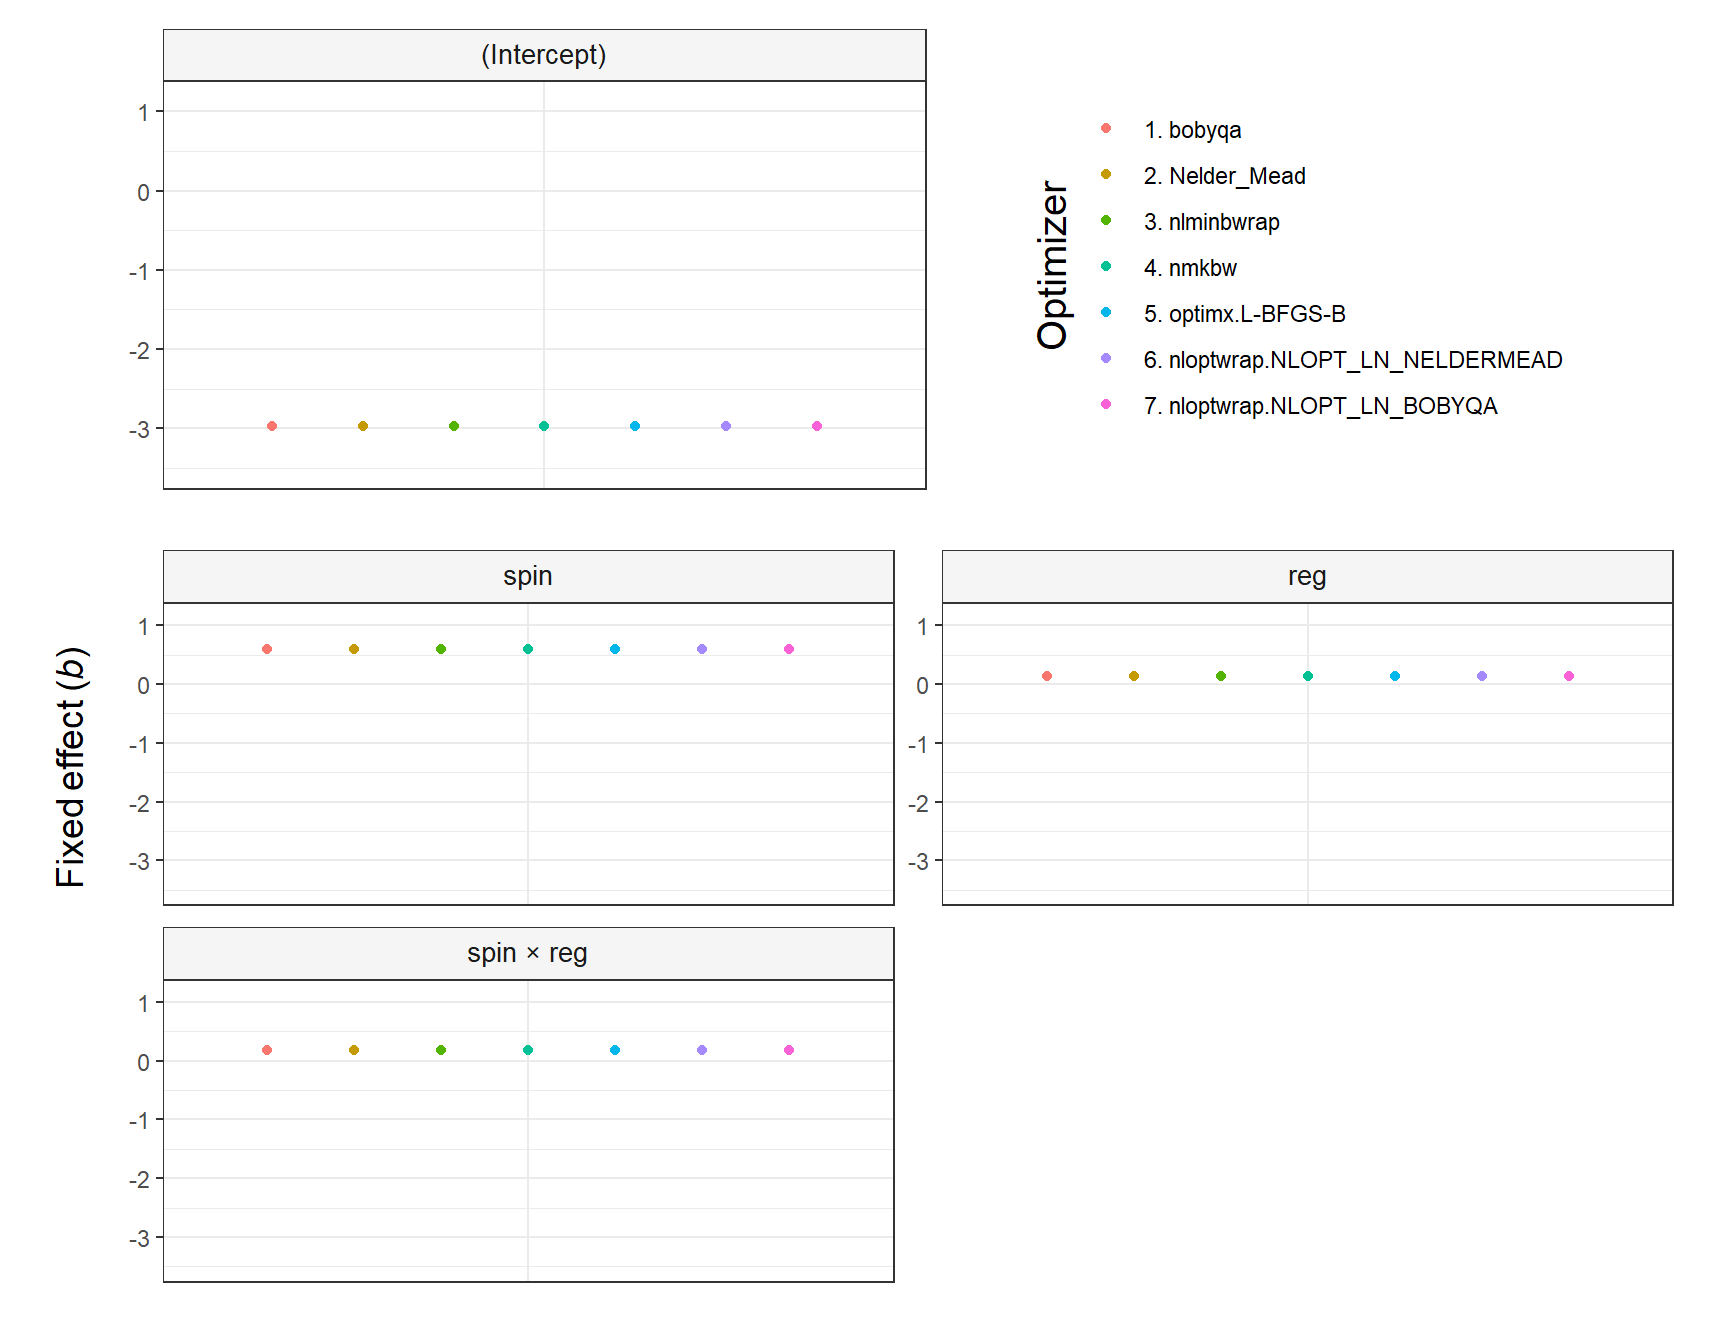 (Intercept)
1
0
-1
-2
-3
Optimizer
1. bobyqa
2. Nelder_Mead
3. nlminbwrap
4. nmkbw
5. optimx.L-BFGS-B
6. nloptwrap.NLOPT_LN_NELDERMEAD
7. nloptwrap.NLOPT_LN_BOBYQA
Fixed effect (b)
spin
1
0
-1
-2
-3
reg
1
0
-1
-2
-3
spin × reg
1
0
-1
-2
-3